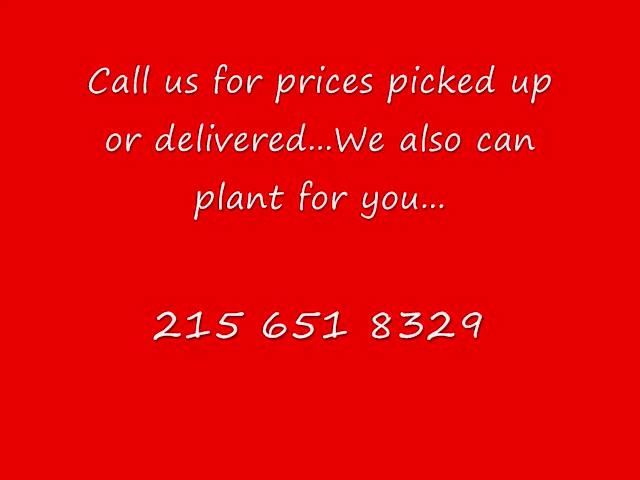 Call us for prices picked up
or delivered...We also can
plant for you...
215 651 8329